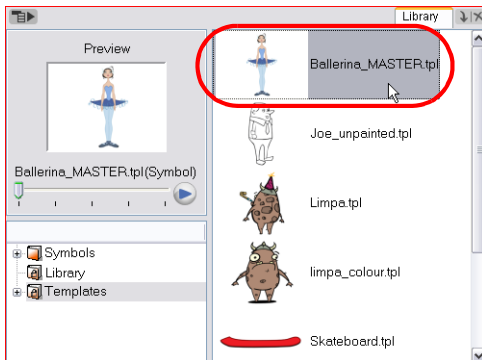 Library
Preview
Ballerina_MASTER.tpl(Symbol)
Symbols
Library
Templates
Ballerina_MASTER.tpl
Joe_unpainted.tpl
Limpa.tpl
limpa_colour.tpl
Skateboard.tpl